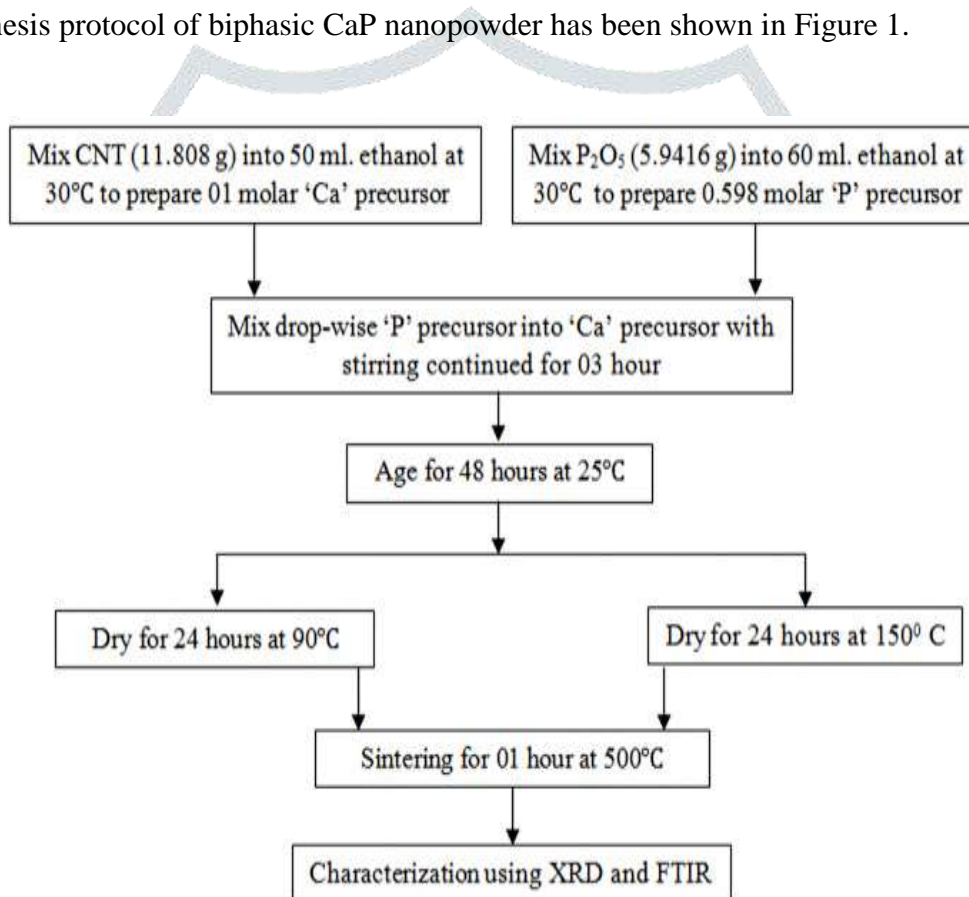 nesis protocol of biphasic CaP nanopowder has been shown in Figure 1.
Mix CNT (11.808 g) into 50 ml. ethanol at
30°C to prepare 01 molar ‘Ca’ precursor
Mix P₂O₅ (5.9416 g) into 60 ml. ethanol at
30°C to prepare 0.598 molar ‘P’ precursor
Mix drop-wise ‘P’ precursor into ‘Ca’ precursor with
stirring continued for 03 hour
Age for 48 hours at 25°C
Dry for 24 hours at 90°C
Dry for 24 hours at 150⁰ C
Sintering for 01 hour at 500°C
Characterization using XRD and FTIR